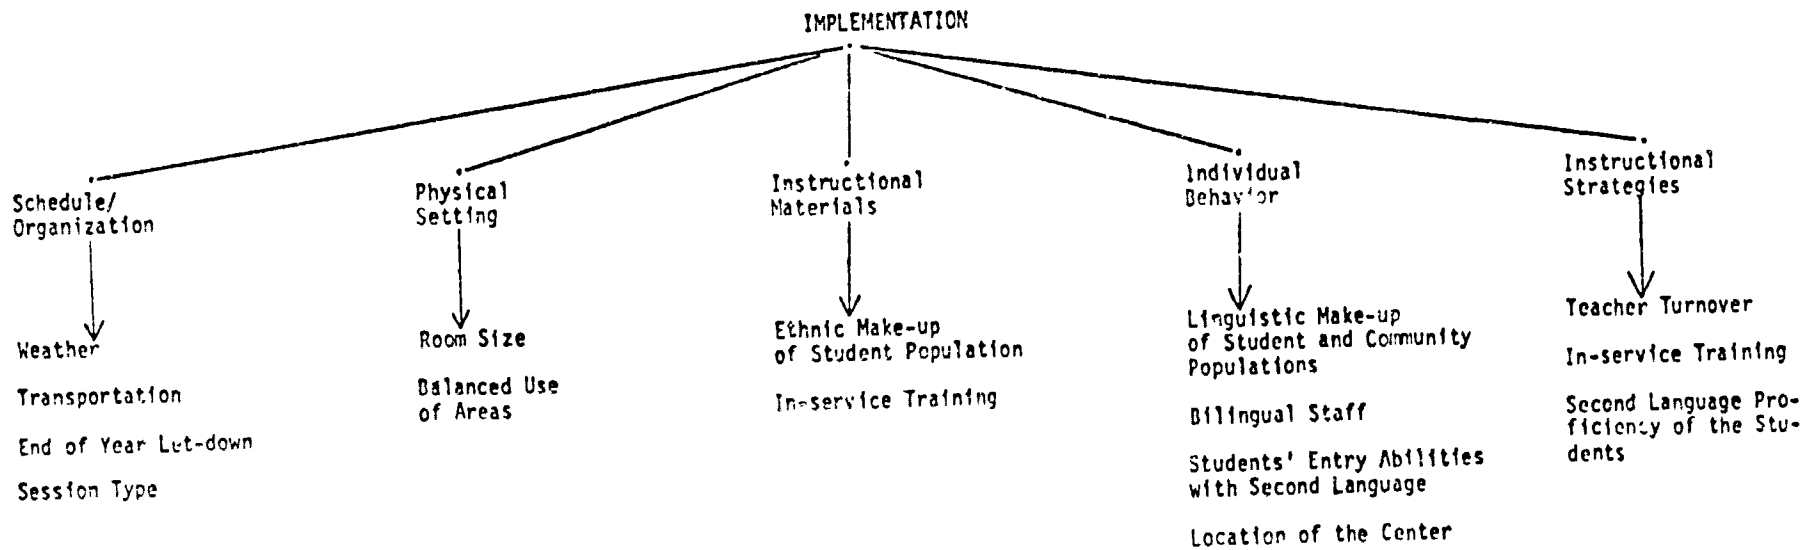 IMPLEMENTATION
Schedule/
Organization
Weather
Transportation
End of Year Let-down
Session Type
Physical
Setting
Room Size
Balanced Use
of Areas
Instructional
Materials
Ethnic Make-up
of Student Population
In-service Training
Individual
Behavior
Linguistic Make-up
of Student and Community
Populations
Bilingual Staff
Students' Entry Abilities
with Second Language
Location of the Center
Instructional
Strategies
Teacher Turnover
In-service Training
Second Language Pro-
ficiency of the Stu-
dents